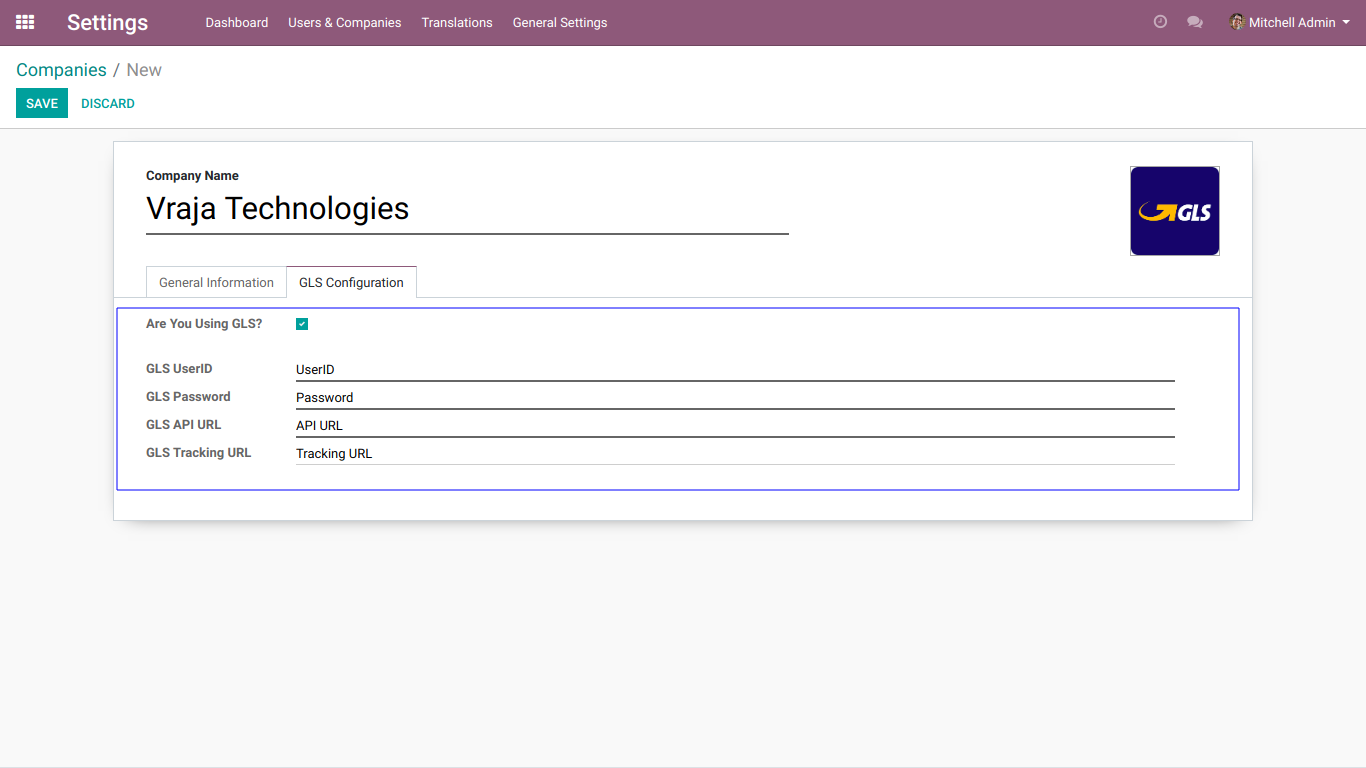 Settings Dashboard Users & Companies Translations General Settings Mitchell Admin
Companies / New
SAVE DISCARD
Company Name
Vraja Technologies
GLS
General Information GLS Configuration
Are You Using GLS?
GLS UserID UserID
GLS Password Password
GLS API URL API URL
GLS Tracking URL Tracking URL